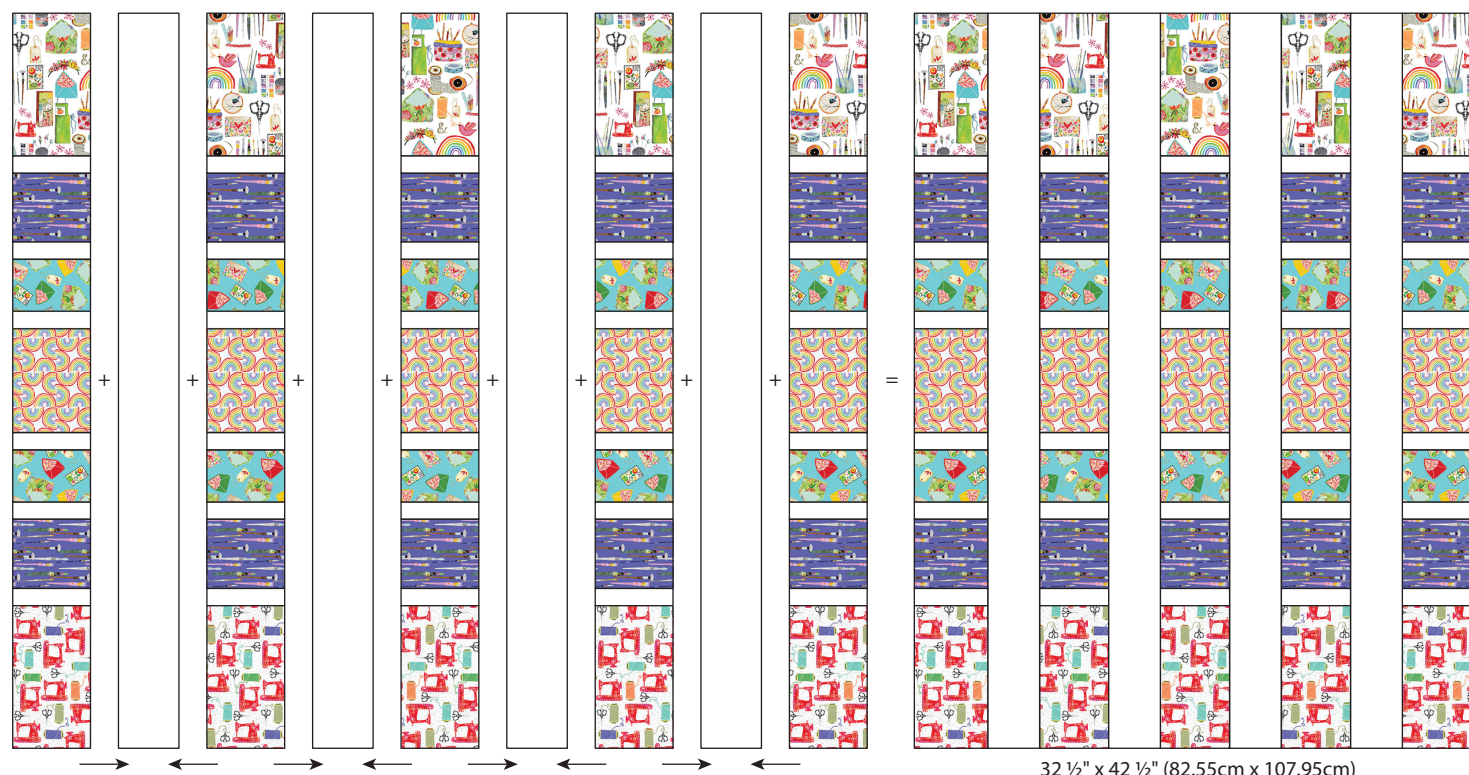 + + + + + + + + =
32 ½" x 42 ½" (82.55cm x 107.95cm)